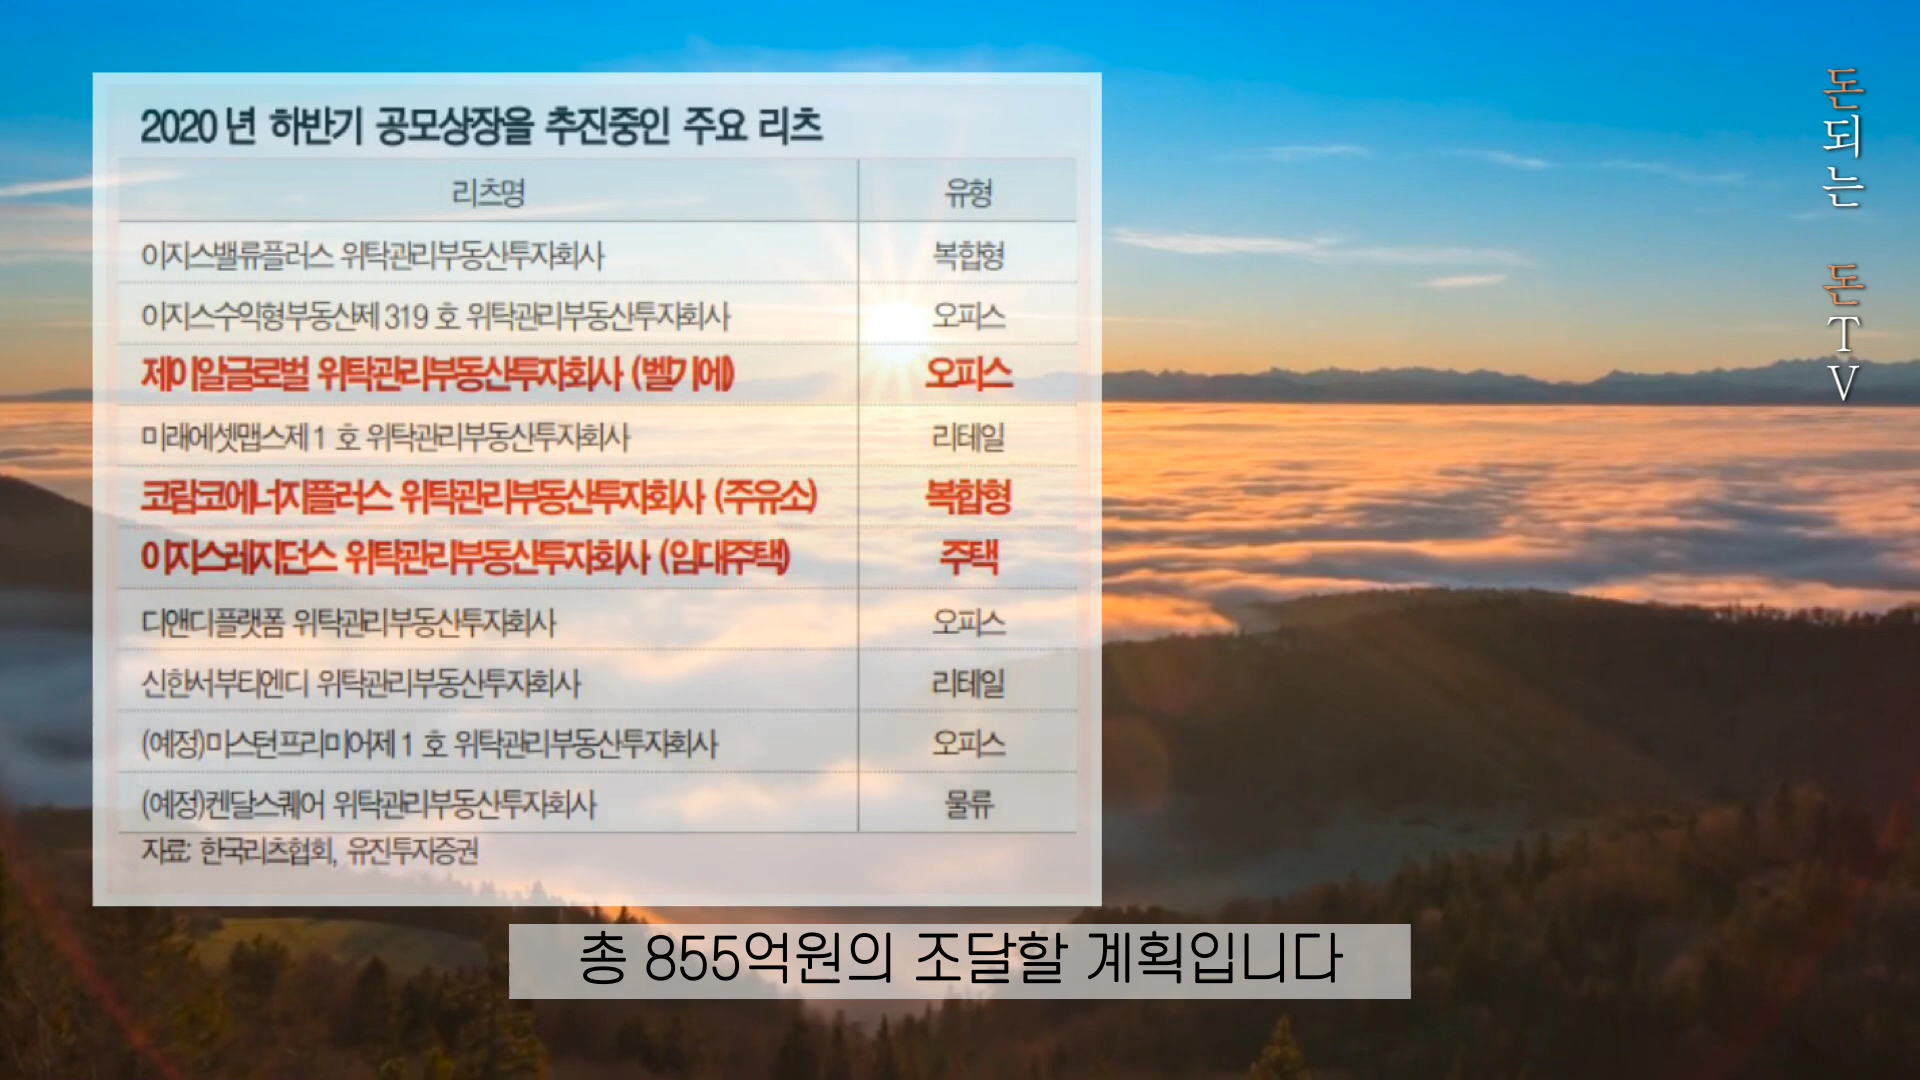 2020년 하반기 공모상장을 추진중인 주요 리츠
리츠명 유형
이지스밸류플러스 위탁관리부동산투자회사 복합형
이지스수익형부동산제 319 호 위탁관리부동산투자회사 오피스
제이알글로벌 위탁관리부동산투자회사 (벨기에) 오피스
미래에셋맵스제 1 호 위탁관리부동산투자회사 리테일
코람코에너지플러스 위탁관리부동산투자회사 (주유소) 복합형
이지스레지던스 위탁관리부동산투자회사 (임대주택) 주택
디앤디플랫폼 위탁관리부동산투자회사 오피스
신한서부티엔디 위탁관리부동산투자회사 리테일
(예정)마스턴프리미어제 1 호 위탁관리부동산투자회사 오피스
(예정)켄달스퀘어 위탁관리부동산투자회사 물류
자료: 한국리츠협회, 유진투자증권
총 855억원의 조달할 계획입니다
돈되는 돈TV